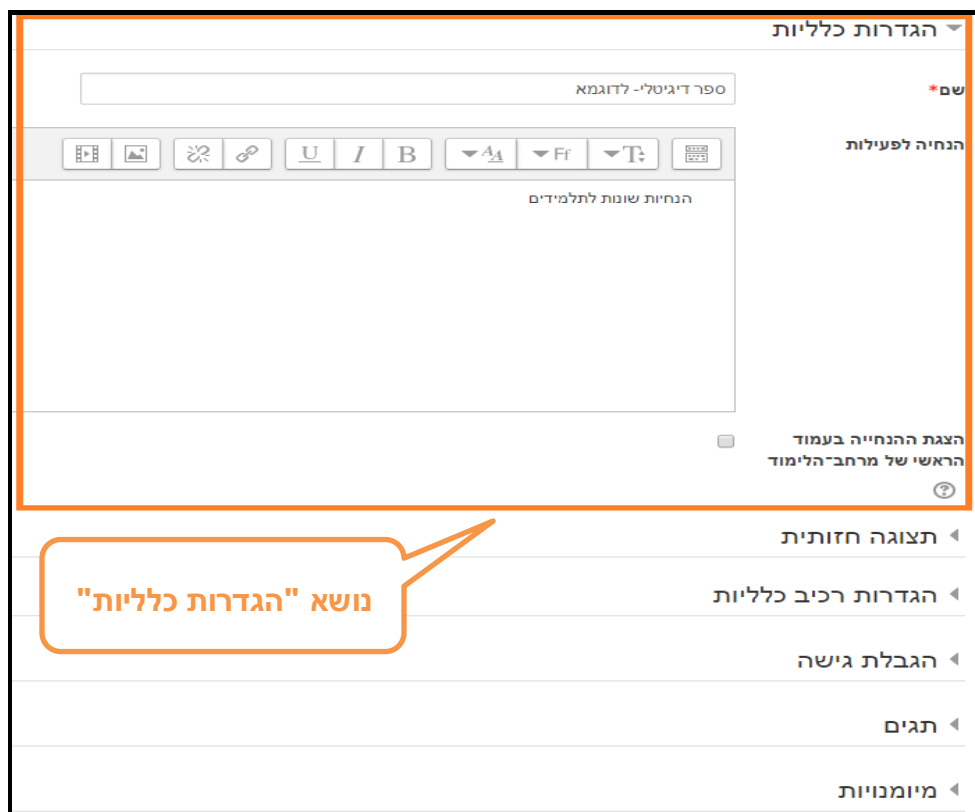 הגדרות כלליות
שם*
ספר דיגיטלי- לדוגמא
הנחיה לפעילות
הנחיות שונות לתלמידים
הצגת ההנחייה בעמוד
הראשי של מרחב־הלימוד
תצוגה חזותית
נושא "הגדרות כלליות"
הגדרות רכיב כלליות
הגבלת גישה
תגים
מיומנויות